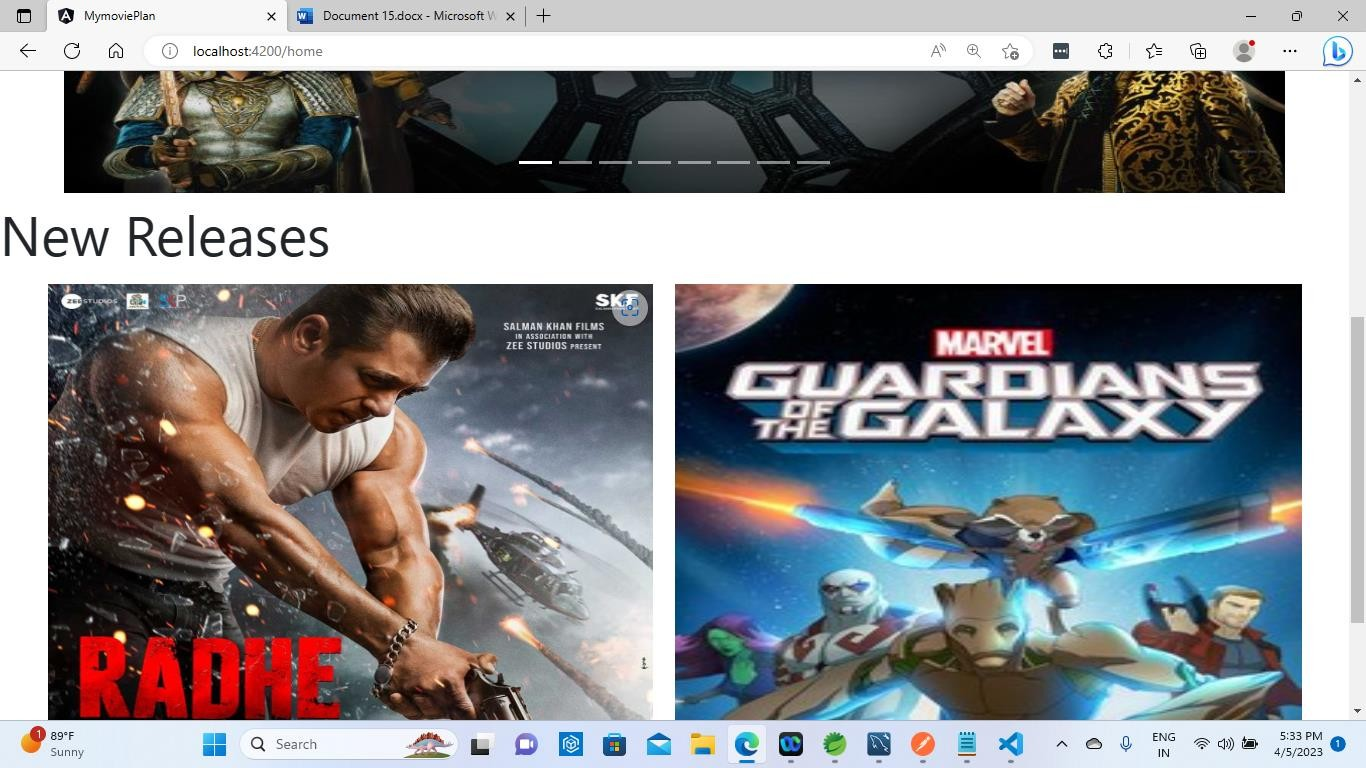 MymoviePlan
Document 15.docx - Microsoft W
localhost:4200/home
New Releases
ZEE STUDIOS
SKF
SALMAN KHAN FILMS
IN ASSOCIATION WITH
ZEE STUDIOS PRESENT
RADHE
MARVEL
GUARDIANS
OF
THE GALAXY
1
89°F
Sunny
Search
ENG
IN
5:33 PM
4/5/2023
1